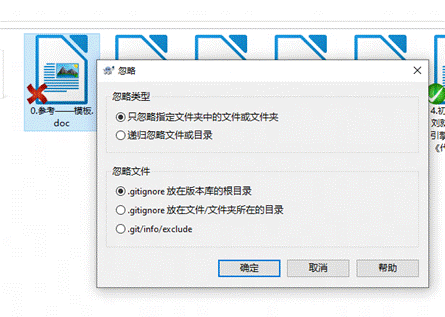 忽略
忽略类型
只忽略指定文件夹中的文件或文件夹
递归忽略文件或目录
忽略文件
.gitignore 放在版本库的根目录
.gitignore 放在文件/文件夹所在的目录
.git/info/exclude
确定
取消
帮助
0.参考——模板.
doc
4.初
引擎
《代